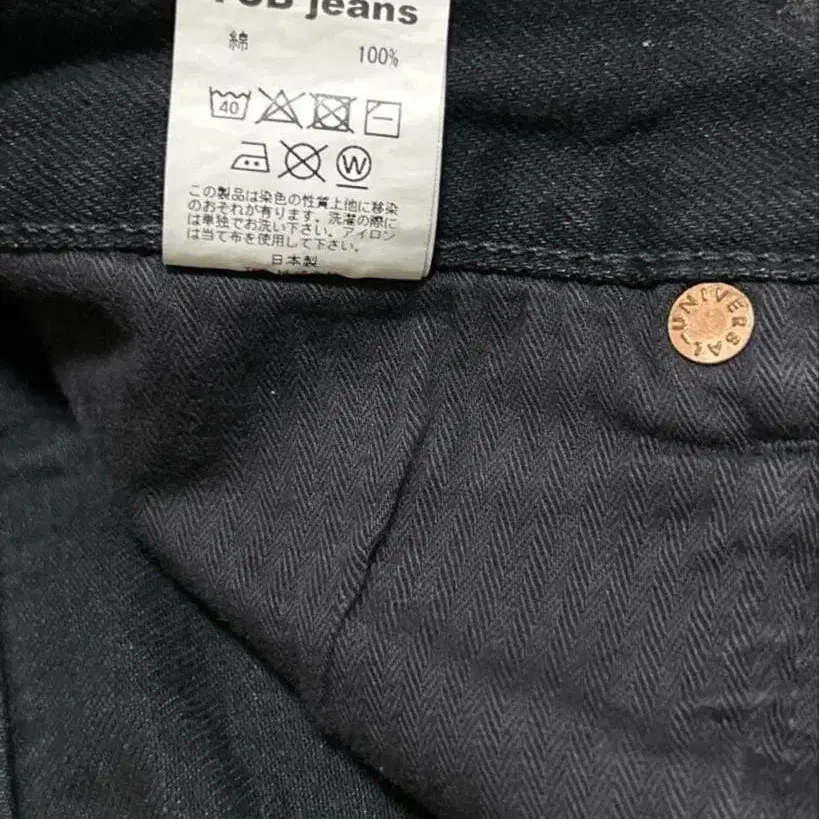 jeans
綿 100%
40
W
この製品は染色の性質上他に移染
のおそれが有ります。洗濯の際に
は単独でお洗い下さい。アイロン
は当て布を使用して下さい。
日本製
UNIVERSAL